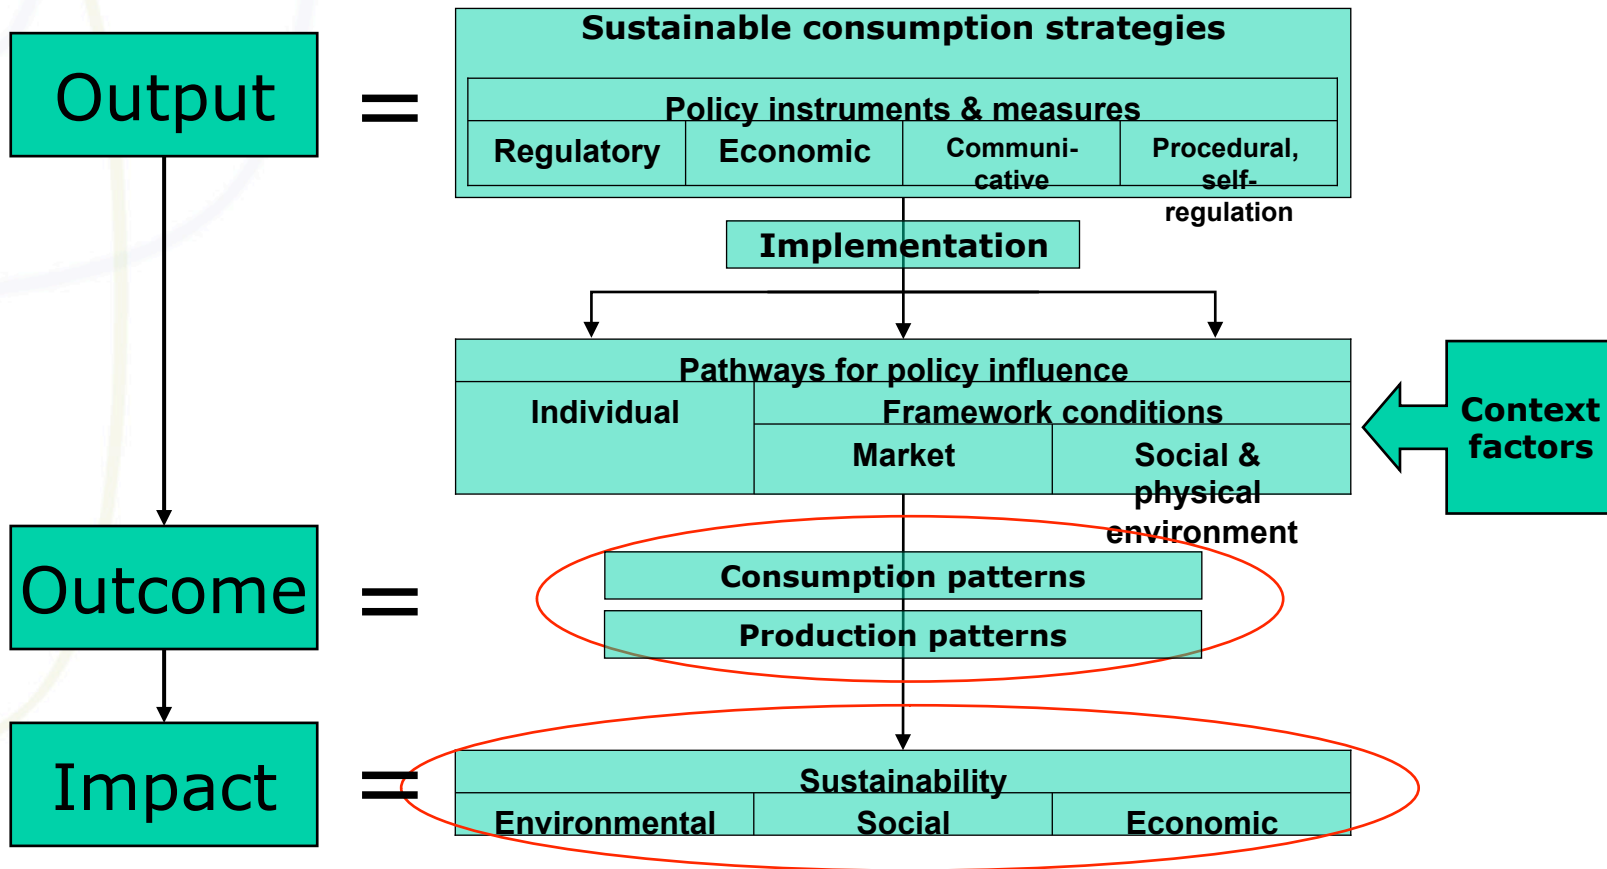 Sustainable consumption strategies
Output
=
Policy instruments & measures
Regulatory
Economic
Communi-
cative
Procedural,
self-
regulation
Implementation
Pathways for policy influence
Individual
Framework conditions
Market
Social &
physical
environment
Context
factors
Outcome
=
Consumption patterns
Production patterns
Impact
=
Sustainability
Environmental
Social
Economic